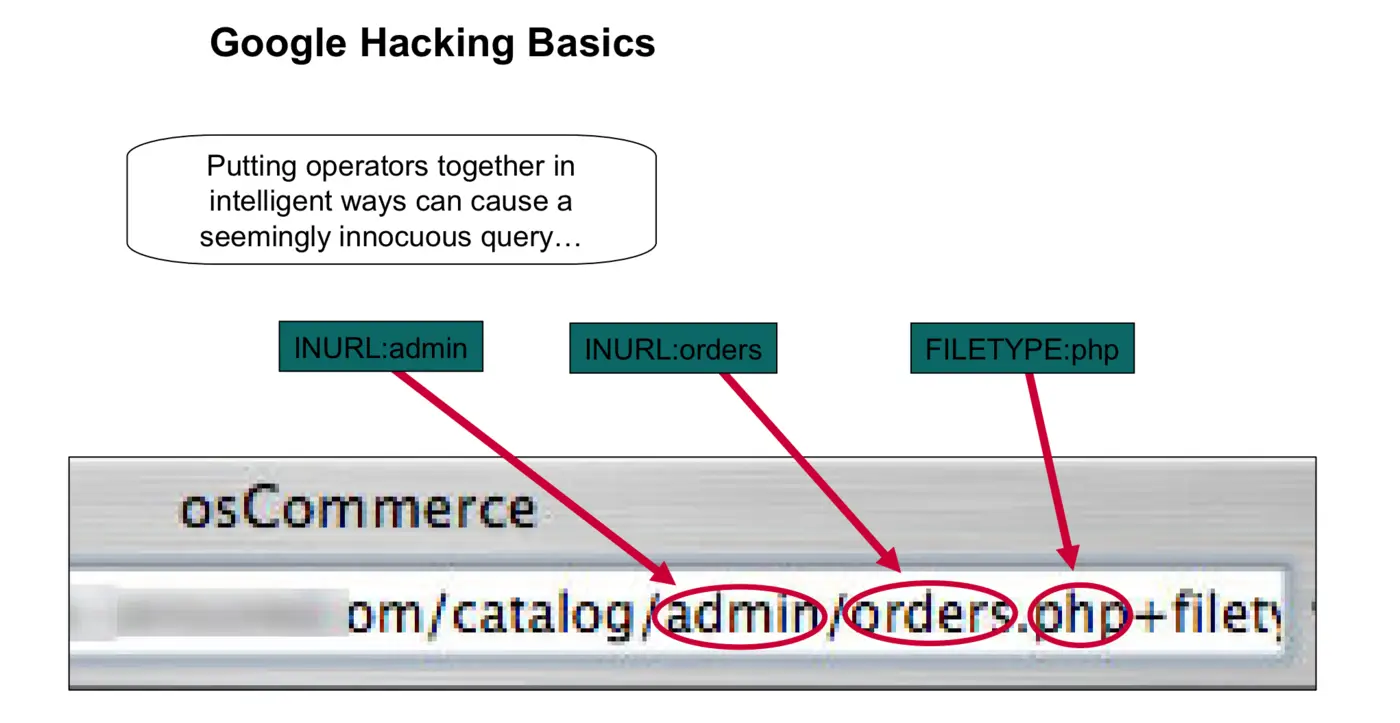 Google Hacking Basics
Putting operators together in
intelligent ways can cause a
seemingly innocuous query…
INURL:admin
INURL:orders
FILETYPE:php
osCommerce
om/catalog/admin/orders.php+filety